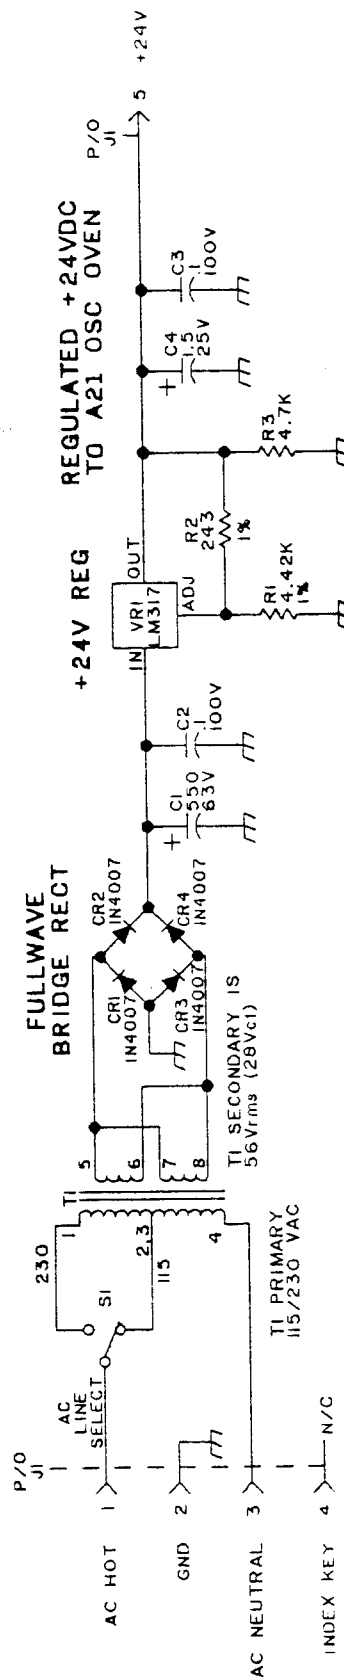 P/O
J1
AC HOT 1
GND 2
AC NEUTRAL 3
INDEX KEY 4
N/C
AC
LINE
SELECT
S1
230
115
T1
1
2,3
4
5
6
7
8
T1 PRIMARY
115/230 VAC
T1 SECONDARY IS
56Vrms (28Vct)
FULLWAVE
BRIDGE RECT
CR1
1N4007
CR2
1N4007
CR3
1N4007
CR4
1N4007
+
C1
550
63V
C2
.1
100V
+24V REG
IN
VR1
LM317
OUT
ADJ
R2
243
1%
R1
4.42K
1%
R3
4.7K
REGULATED +24VDC
TO A21 OSC OVEN
+
C4
1.5
25V
C3
.1
100V
P/O
J1
5 +24V